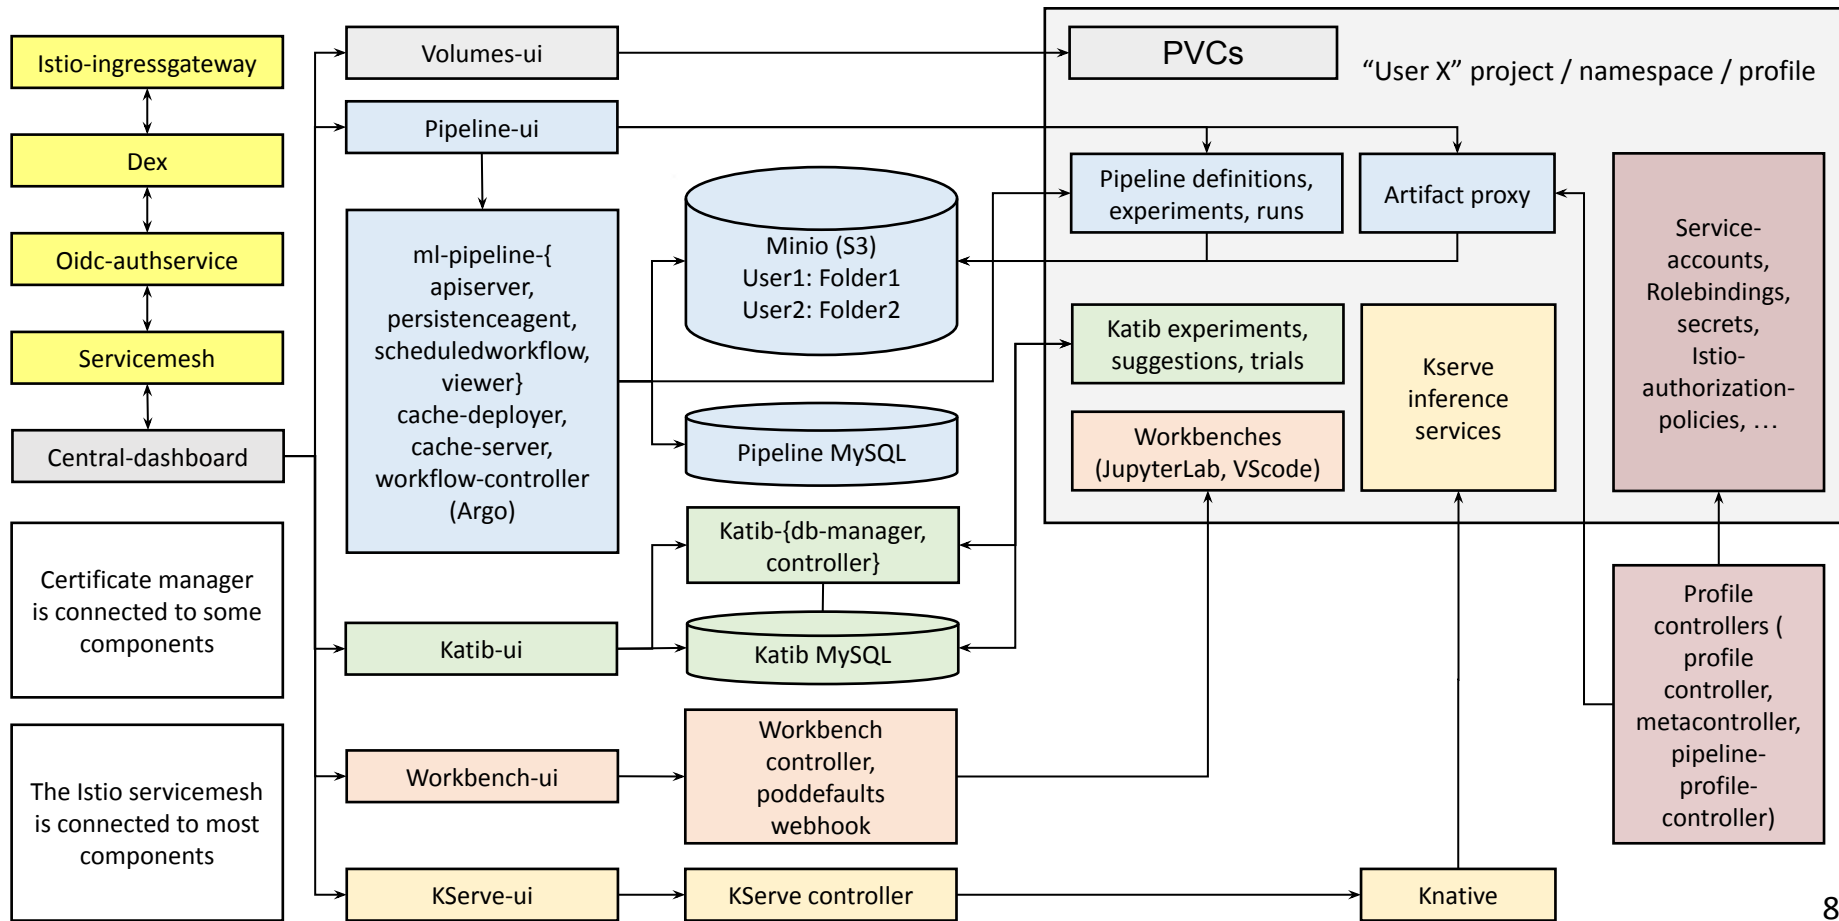 Istio-ingressgateway
Dex
Oidc-authservice
Servicemesh
Central-dashboard
Certificate manager
is connected to some
components
The Istio servicemesh
is connected to most
components
Volumes-ui
Pipeline-ui
ml-pipeline-{
apiserver,
persistenceagent,
scheduledworkflow,
viewer}
cache-deployer,
cache-server,
workflow-controller
(Argo)
Katib-ui
Workbench-ui
KServe-ui
Minio (S3)
User1: Folder1
User2: Folder2
Pipeline MySQL
Katib-{db-manager,
controller}
Katib MySQL
Workbench
controller,
poddefaults
webhook
KServe controller
PVCs
“User X” project / namespace / profile
Pipeline definitions,
experiments, runs
Artifact proxy
Katib experiments,
suggestions, trials
Workbenches
(JupyterLab, VScode)
Kserve
inference
services
Service-
accounts,
Rolebindings,
secrets,
Istio-
authorization-
policies, …
Profile
controllers (
profile
controller,
metacontroller,
pipeline-
profile-
controller)
Knative
8